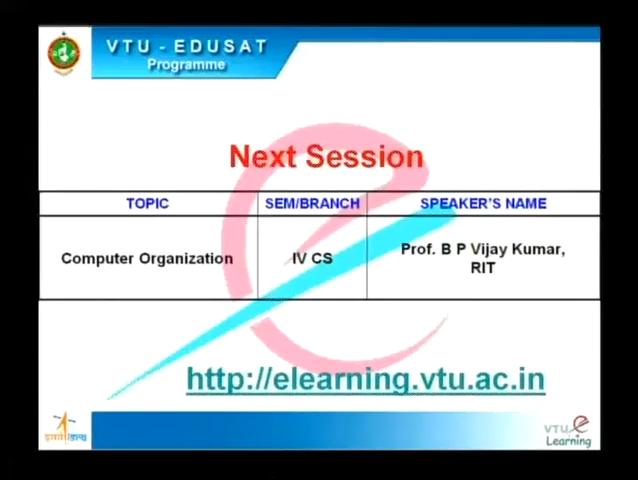 VTU - EDUSAT
Programme
Next Session
TOPIC SEM/BRANCH SPEAKER'S NAME
Computer Organization IV CS Prof. B P Vijay Kumar,
RIT
http://elearning.vtu.ac.in
VTU e
Learning